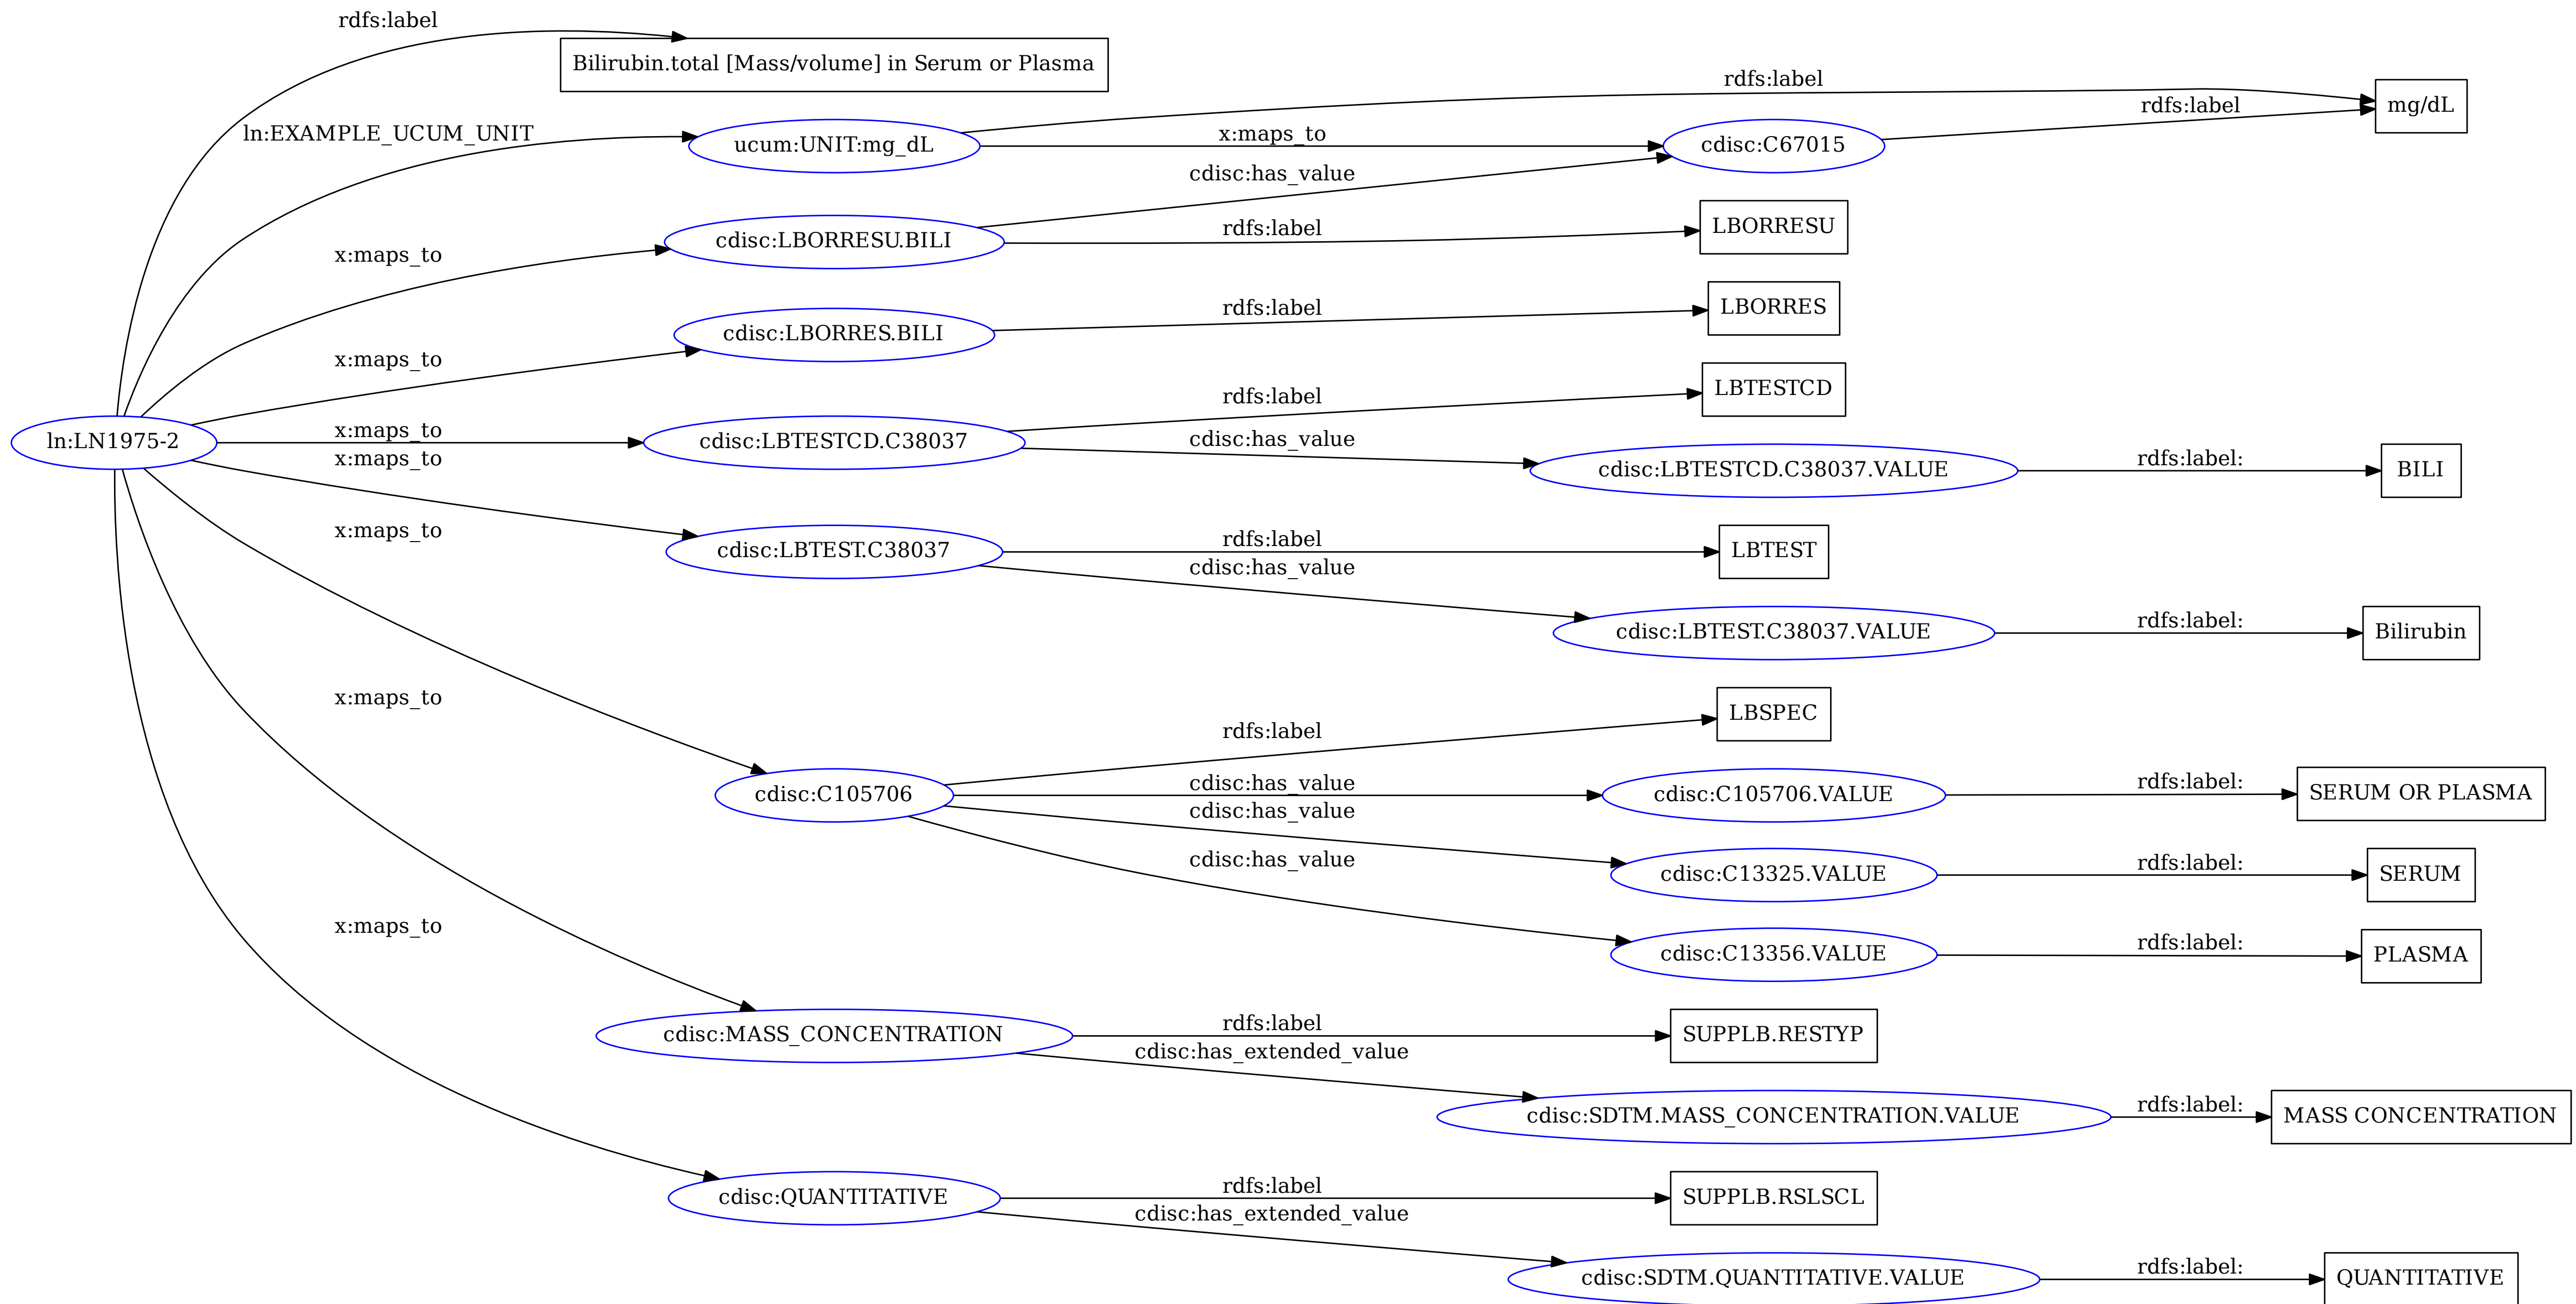 rdfs:label
Bilirubin.total [Mass/volume] in Serum or Plasma
rdfs:label
mg/dL
rdfs:label
ln:EXAMPLE_UCUM_UNIT
ucum:UNIT:mg_dL
x:maps_to
cdisc:C67015
cdisc:has_value
x:maps_to
cdisc:LBORRESU.BILI
rdfs:label
LBORRESU
x:maps_to
cdisc:LBORRES.BILI
rdfs:label
LBORRES
ln:LN1975-2
x:maps_to
cdisc:LBTESTCD.C38037
rdfs:label
LBTESTCD
cdisc:has_value
cdisc:LBTESTCD.C38037.VALUE
rdfs:label:
BILI
x:maps_to
cdisc:LBTEST.C38037
rdfs:label
LBTEST
cdisc:has_value
cdisc:LBTEST.C38037.VALUE
rdfs:label:
Bilirubin
x:maps_to
cdisc:C105706
rdfs:label
LBSPEC
cdisc:has_value
cdisc:C105706.VALUE
rdfs:label:
SERUM OR PLASMA
cdisc:has_value
cdisc:C13325.VALUE
rdfs:label:
SERUM
cdisc:has_value
cdisc:C13356.VALUE
rdfs:label:
PLASMA
x:maps_to
cdisc:MASS_CONCENTRATION
rdfs:label
SUPPLB.RESTYP
cdisc:has_extended_value
cdisc:SDTM.MASS_CONCENTRATION.VALUE
rdfs:label:
MASS CONCENTRATION
x:maps_to
cdisc:QUANTITATIVE
rdfs:label
SUPPLB.RSLSCL
cdisc:has_extended_value
cdisc:SDTM.QUANTITATIVE.VALUE
rdfs:label:
QUANTITATIVE